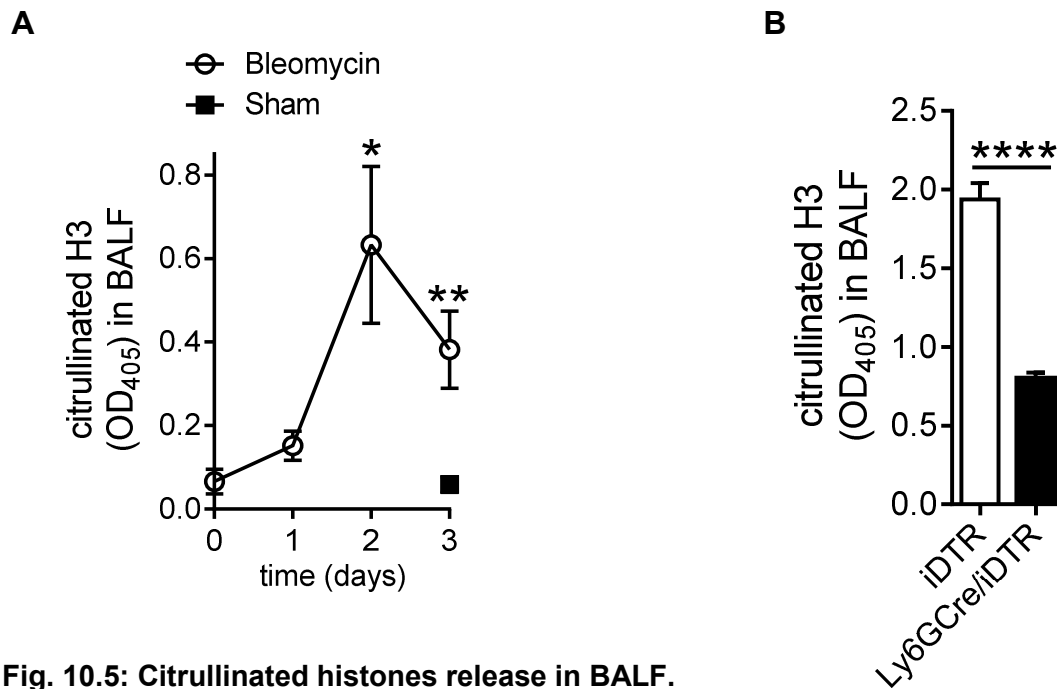 A
Bleomycin
Sham
citrullinated H3
(OD405) in BALF
0.8
0.6
0.4
0.2
0.0
*
**
0
1
2
3
time (days)
B
citrullinated H3
(OD405) in BALF
2.5
2.0
1.5
1.0
0.5
0.0
****
iDTR
Ly6GCre/iDTR
Fig. 10.5: Citrullinated histones release in BALF.